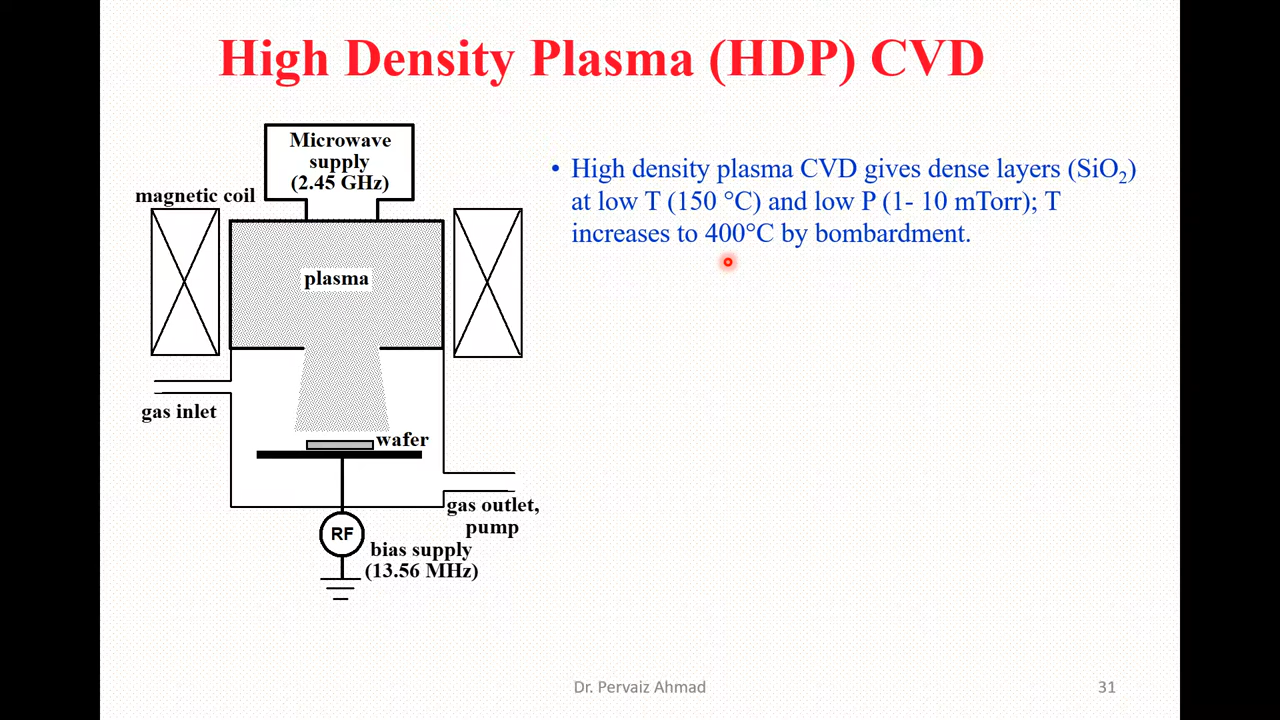 High Density Plasma (HDP) CVD
Microwave
supply
(2.45 GHz)
magnetic coil
plasma
gas inlet
wafer
gas outlet,
pump
RF
bias supply
(13.56 MHz)
• High density plasma CVD gives dense layers (SiO₂)
at low T (150 °C) and low P (1- 10 mTorr); T
increases to 400°C by bombardment.
Dr. Pervaiz Ahmad
31